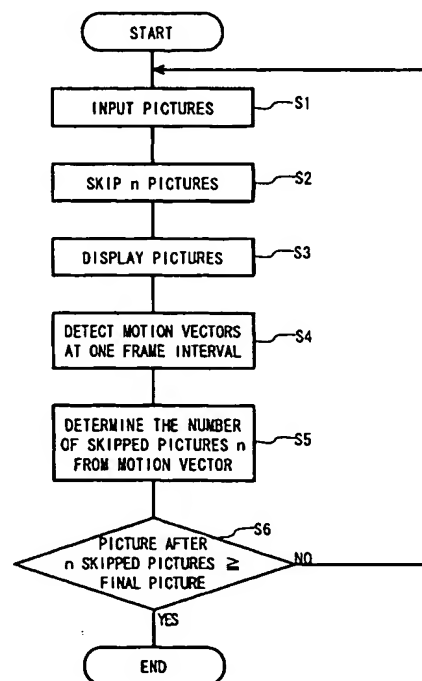 START
INPUT PICTURES
S1
SKIP n PICTURES
S2
DISPLAY PICTURES
S3
DETECT MOTION VECTORS
AT ONE FRAME INTERVAL
S4
DETERMINE THE NUMBER
OF SKIPPED PICTURES n
FROM MOTION VECTOR
S5
S6
PICTURE AFTER
n SKIPPED PICTURES ≧
FINAL PICTURE
NO
YES
END